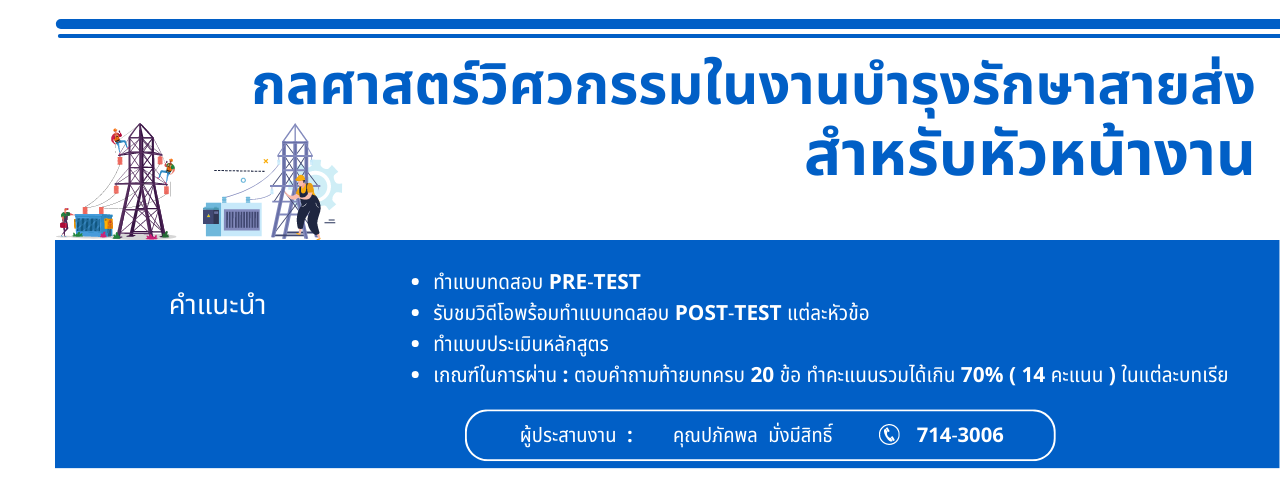 กลศาสตร์วิศวกรรมในงานบำรุงรักษาสายส่ง
สำหรับหัวหน้างาน
คำแนะนำ
ทำแบบทดสอบ PRE-TEST
รับชมวิดีโอพร้อมทำแบบทดสอบ POST-TEST แต่ละหัวข้อ
ทำแบบประเมินหลักสูตร
เกณฑ์ในการผ่าน : ตอบคำถามท้ายบทครบ 20 ข้อ ทำคะแนนรวมได้เกิน 70% ( 14 คะแนน ) ในแต่ละบทเรีย
ผู้ประสานงาน : คุณปภัคพล มั่งมีสิทธิ์ 714-3006